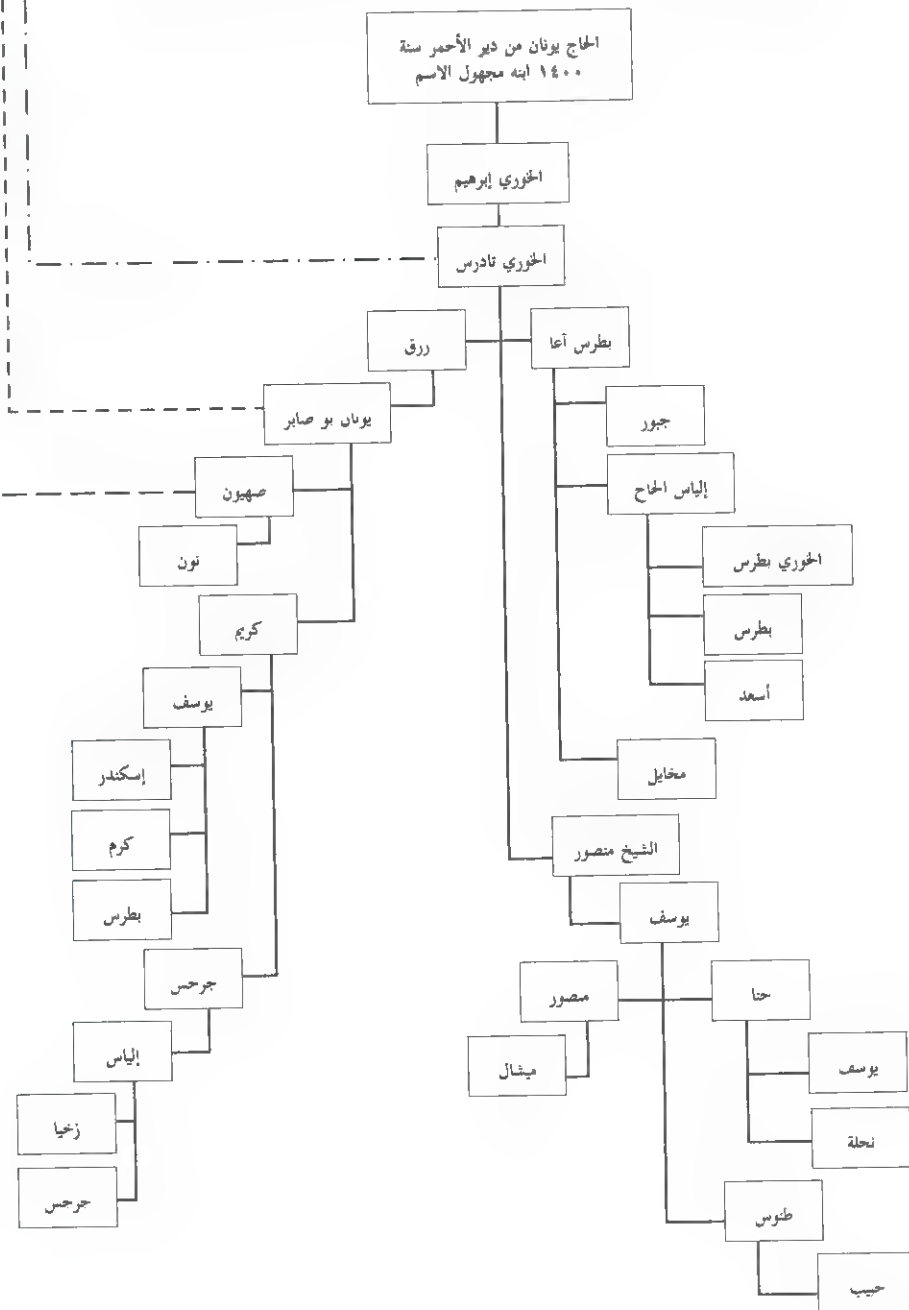 الحاج يونان من دير الأحمر سنة
١٤٠٠ ابنه مجهول الاسم
الخوري إبرهيم
الخوري تادرس
بطرس آغا
رزق
يونان بو صابر
جبور
إلياس الحاج
صهيون
نون
الخوري بطرس
بطرس
أسعد
كريم
يوسف
إسكندر
كرم
بطرس
مخايل
الشيخ منصور
يوسف
جرجس
إلياس
زخيا
جرجس
حنا
منصور
ميشال
يوسف
نخلة
طنوس
حبيب